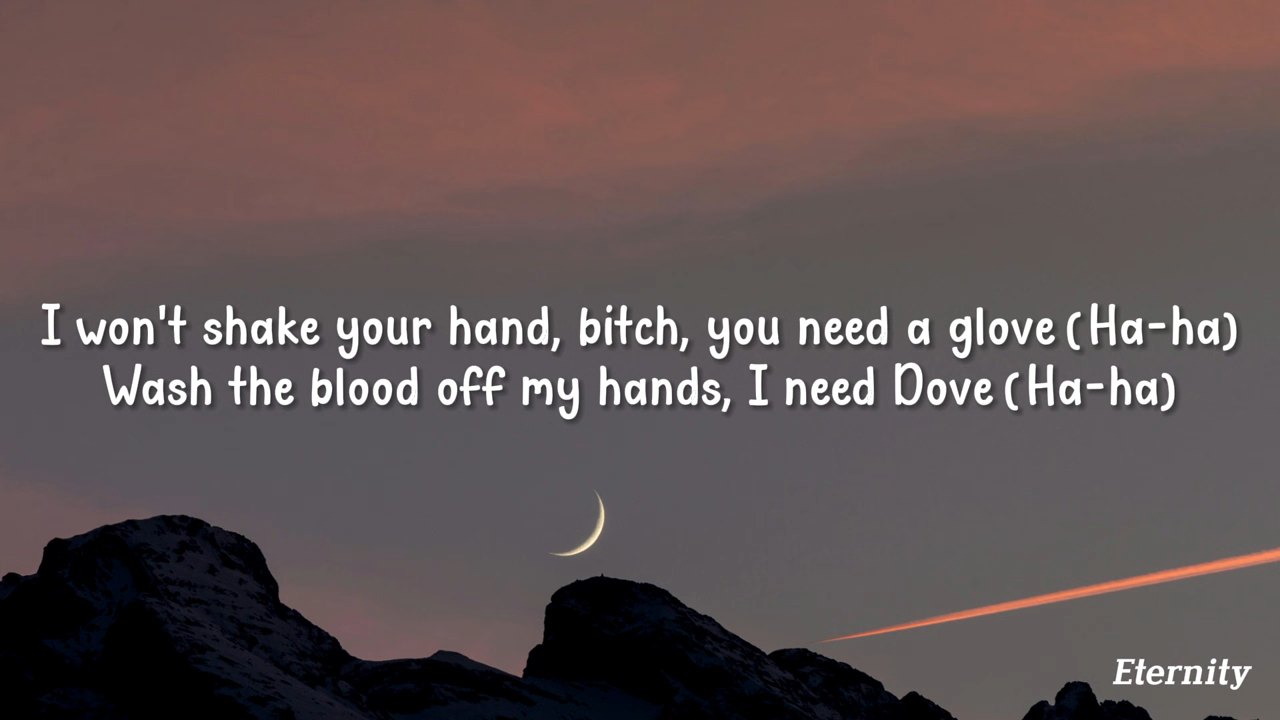 I won't shake your hand, bitch, you need a glove (Ha-ha)
Wash the blood off my hands, I need Dove (Ha-ha)
Eternity